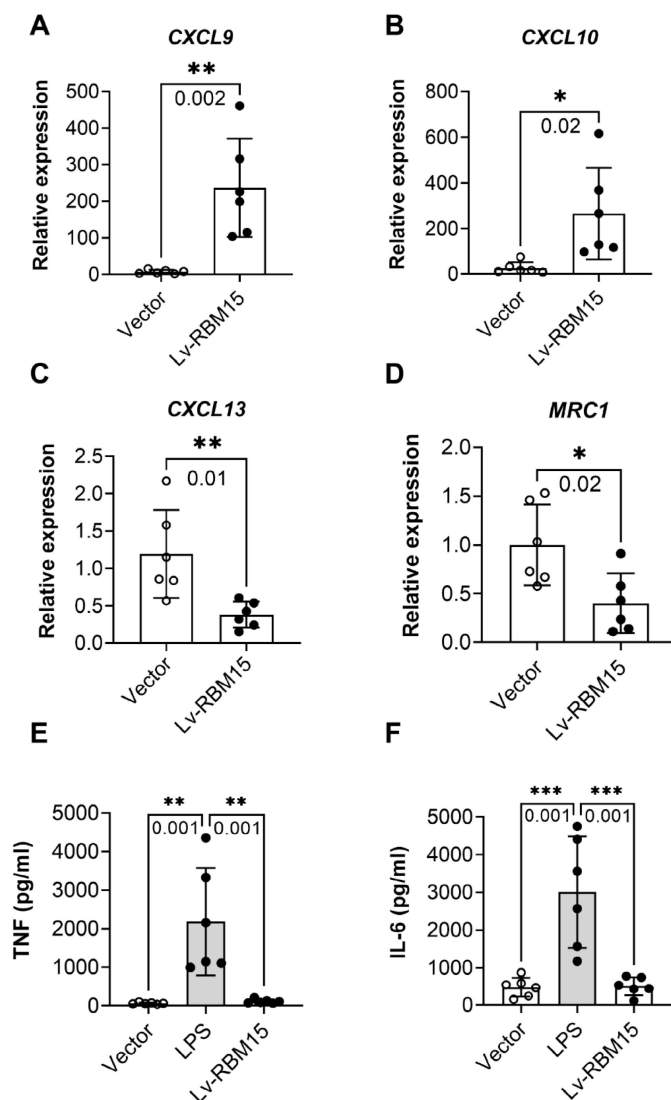 A
CXCL9
**
0.002
Relative expression
500
400
300
200
100
0
Vector
Lv-RBM15
B
CXCL10
*
0.02
Relative expression
800
600
400
200
0
Vector
Lv-RBM15
C
CXCL13
**
0.01
Relative expression
2.5
2.0
1.5
1.0
0.5
0.0
Vector
Lv-RBM15
D
MRC1
*
0.02
Relative expression
2.0
1.5
1.0
0.5
0.0
Vector
Lv-RBM15
E
** **
0.001 0.001
TNF (pg/ml)
5000
4000
3000
2000
1000
0
Vector
LPS
Lv-RBM15
F
*** ***
0.001 0.001
IL-6 (pg/ml)
5000
4000
3000
2000
1000
0
Vector
LPS
Lv-RBM15